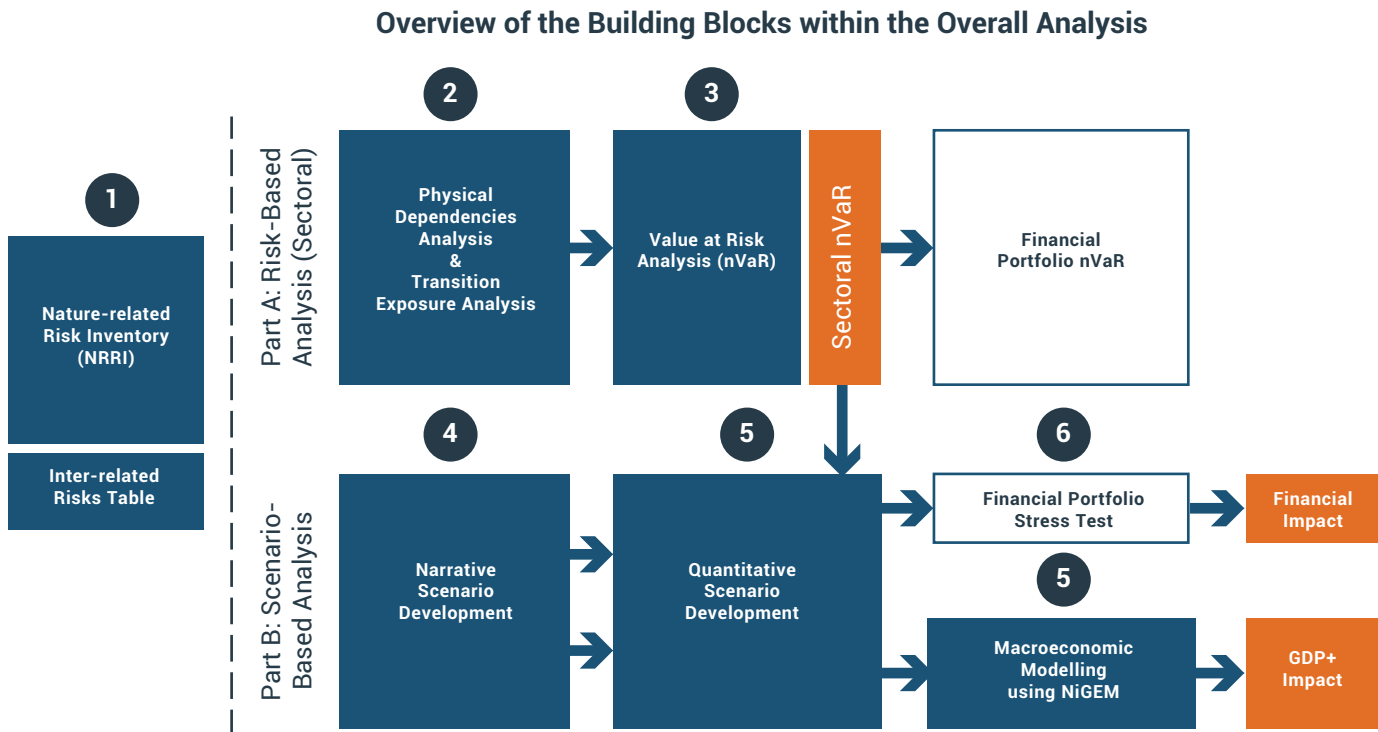 Overview of the Building Blocks within the Overall Analysis
1
Nature-related
Risk Inventory
(NRRI)
Inter-related
Risks Table
Part A: Risk-Based
Analysis (Sectoral)
2
Physical
Dependencies
Analysis
&
Transition
Exposure Analysis
3
Value at Risk
Analysis (nVaR)
Sectoral nVaR
Financial
Portfolio nVaR
Part B: Scenario-
Based Analysis
4
Narrative
Scenario
Development
5
Quantitative
Scenario
Development
6
Financial Portfolio
Stress Test
Financial
Impact
5
Macroeconomic
Modelling
using NiGEM
GDP+
Impact